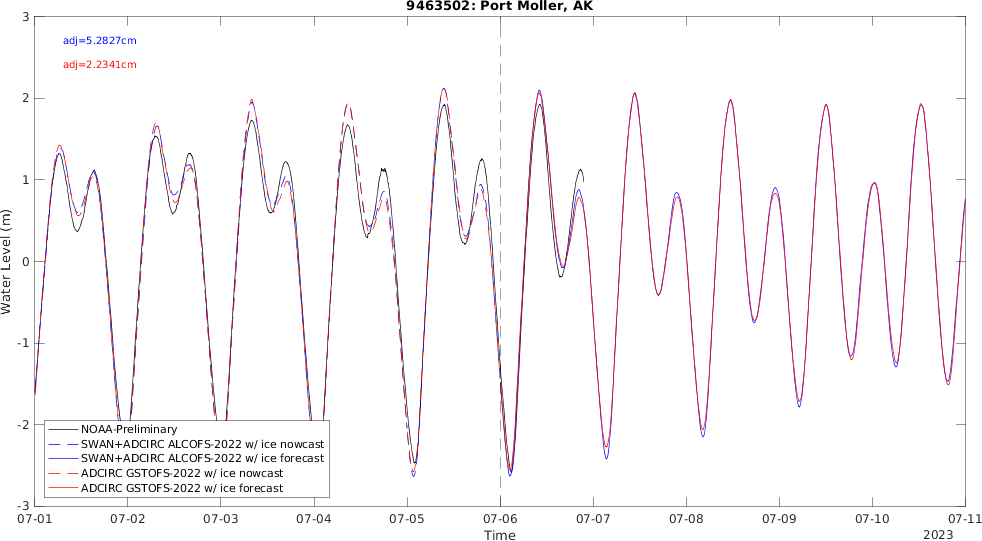 9463502: Port Moller, AK
adj=5.2827cm
adj=2.2341cm
Water Level (m)
3
2
1
0
-1
-2
-3
NOAA-Preliminary
SWAN+ADCIRC ALCOFS-2022 w/ ice nowcast
SWAN+ADCIRC ALCOFS-2022 w/ ice forecast
ADCIRC GSTOFS-2022 w/ ice nowcast
ADCIRC GSTOFS-2022 w/ ice forecast
07-01 07-02 07-03 07-04 07-05 07-06 07-07 07-08 07-09 07-10 07-11
Time
2023